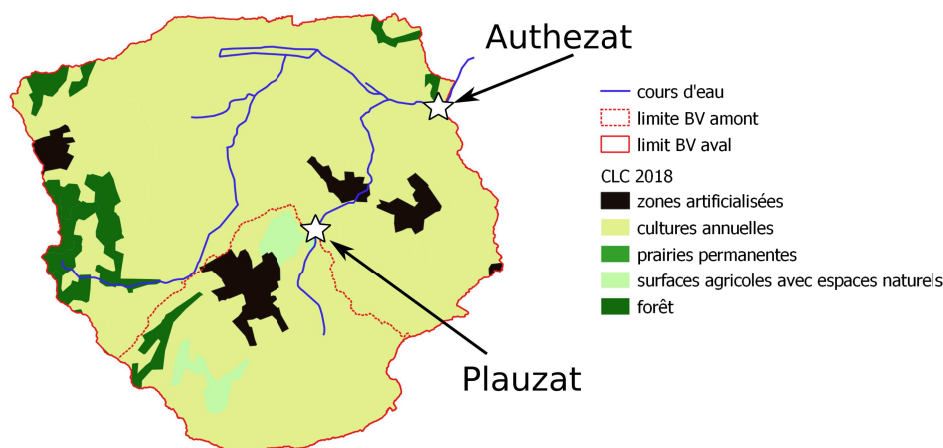 Authezat
cours d'eau
limite BV amont
limit BV aval
CLC 2018
zones artificialisées
cultures annuelles
prairies permanentes
surfaces agricoles avec espaces naturels
forêt
Plauzat